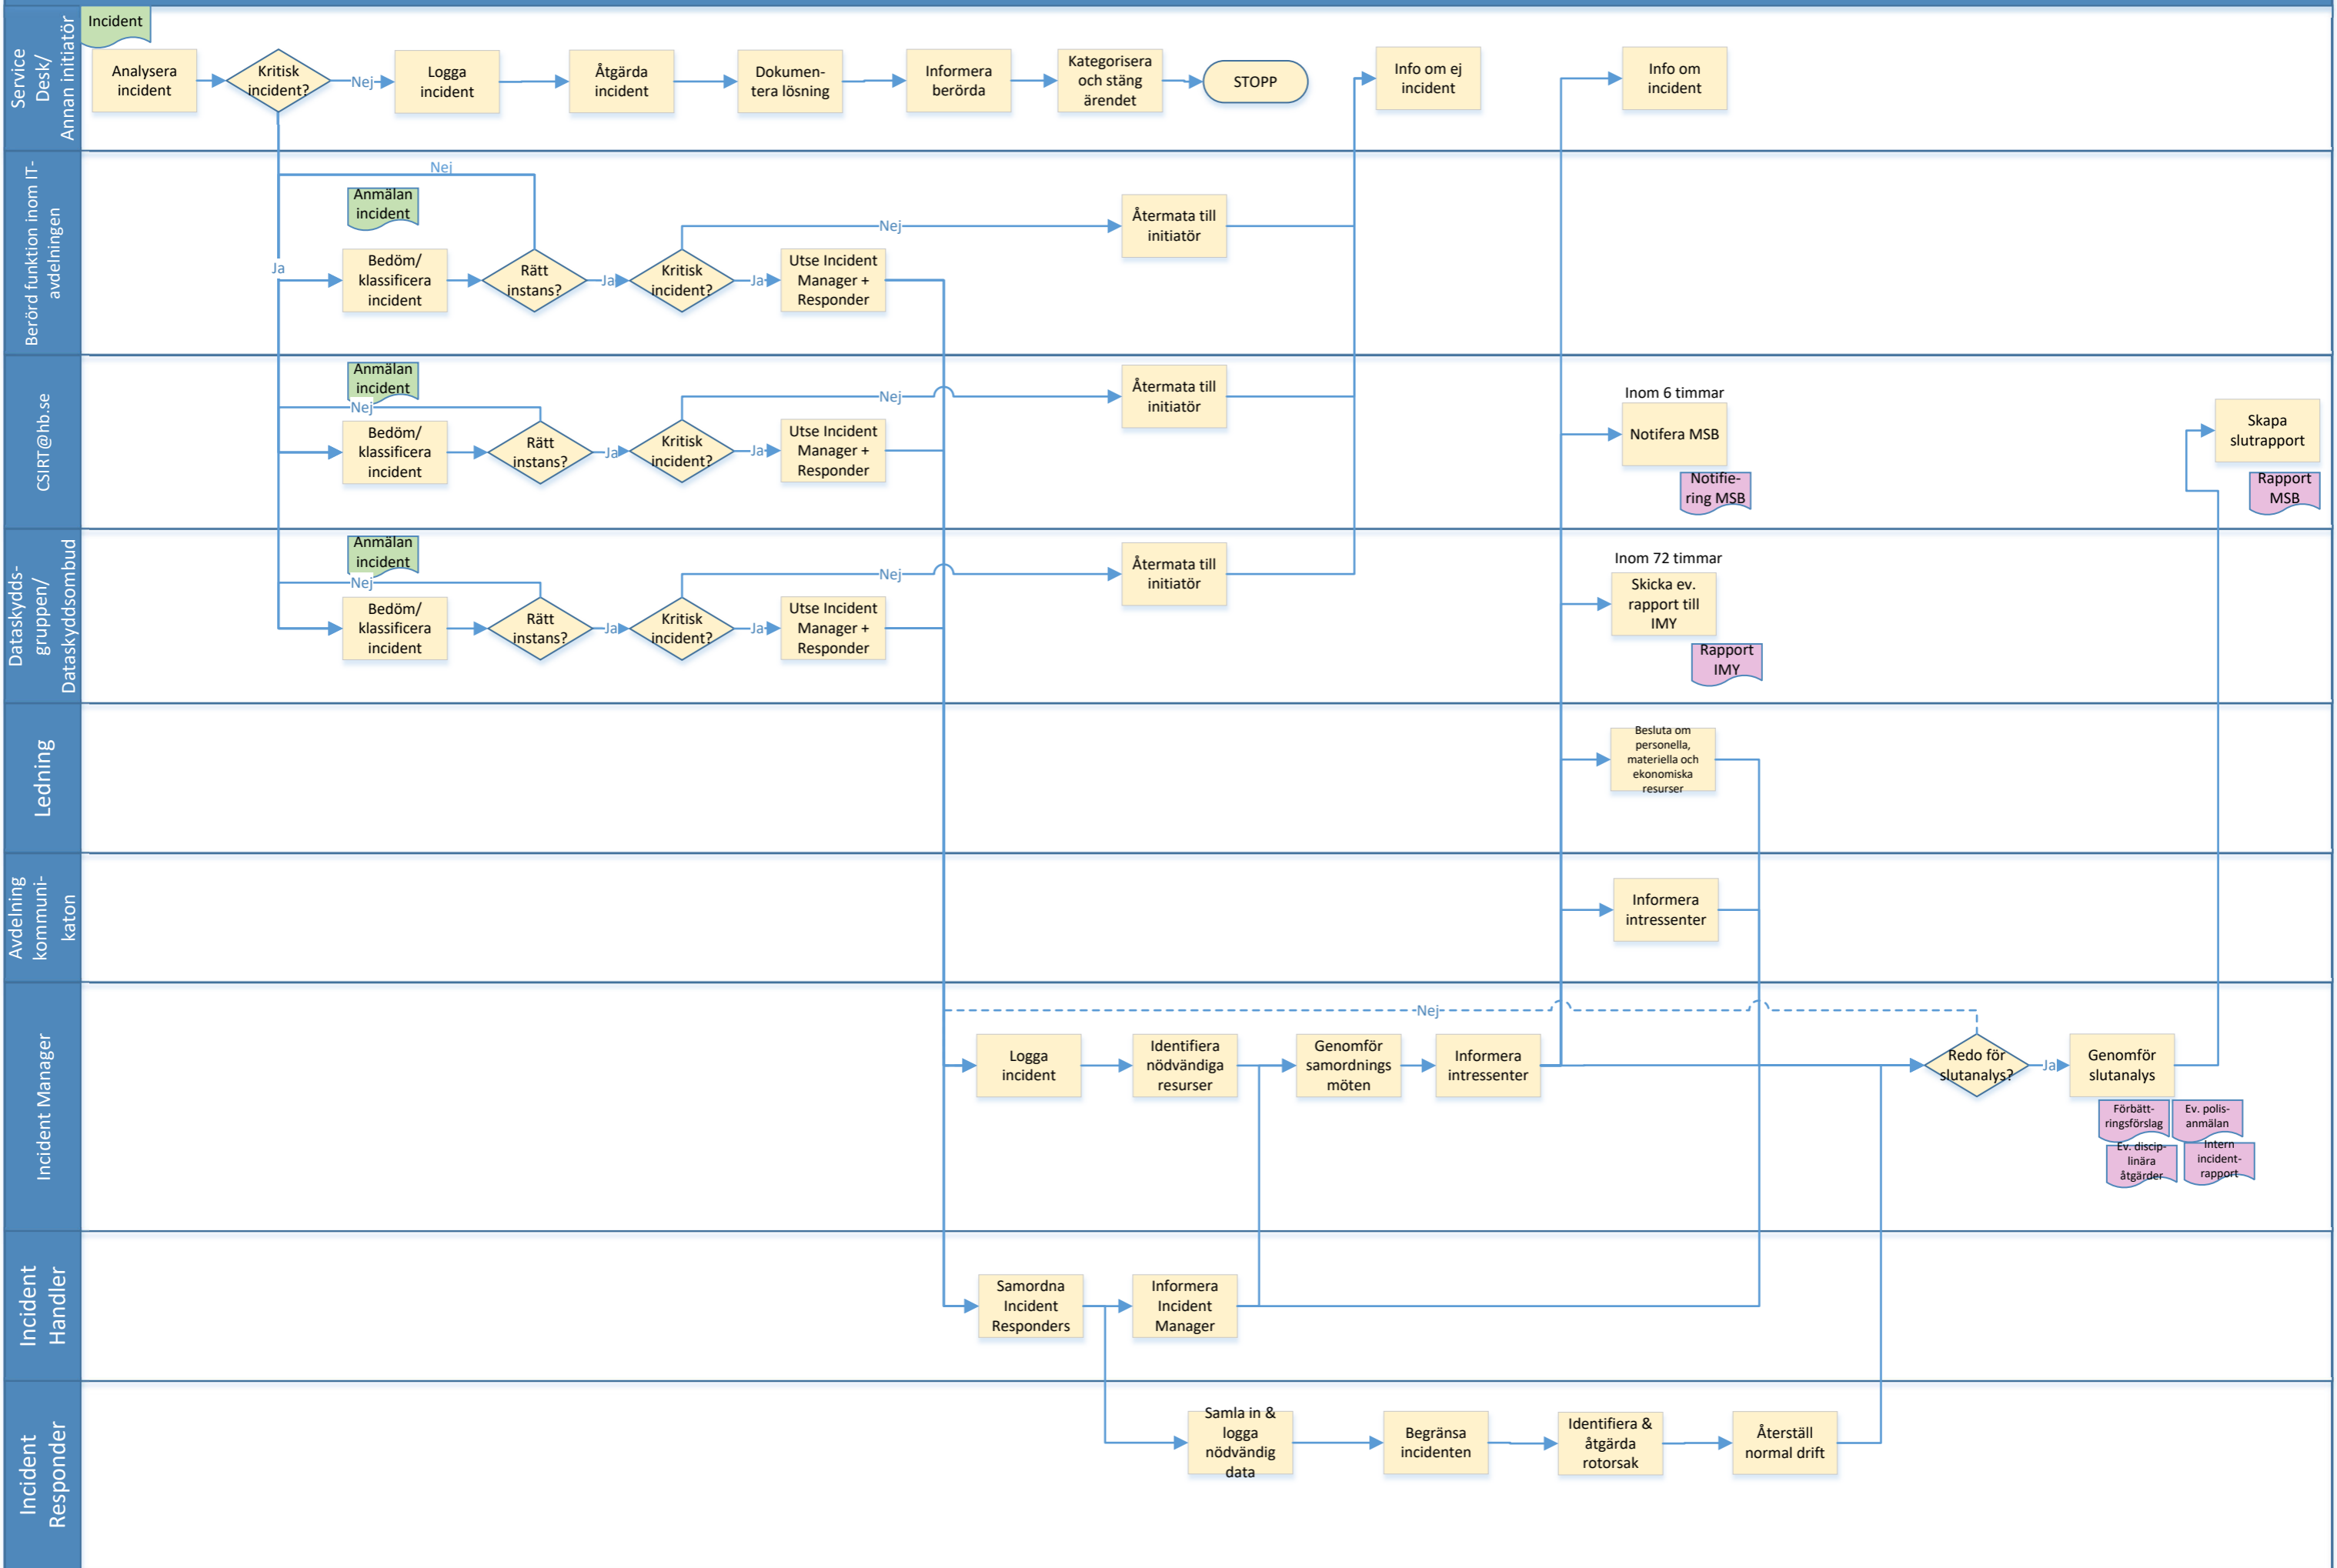 Service
Desk/
Annan initiatör
Incident
Analysera
incident
Kritisk
incident?
Nej
Logga
incident
Åtgärda
incident
Dokumen-
tera lösning
Informera
berörda
Kategorisera
och stäng
ärendet
STOPP
Info om ej
incident
Info om
incident
Berörd funktion inom IT-
avdelningen
Nej
Anmälan
incident
Ja
Bedöm/
klassificera
incident
Rätt
instans?
Ja
Kritisk
incident?
Ja
Utse Incident
Manager +
Responder
Nej
Återmata till
initiatör
CSIRT@hb.se
Anmälan
incident
Nej
Bedöm/
klassificera
incident
Rätt
instans?
Ja
Kritisk
incident?
Ja
Utse Incident
Manager +
Responder
Nej
Återmata till
initiatör
Inom 6 timmar
Notifera MSB
Notifie-
ring MSB
Skapa
slutrapport
Rapport
MSB
Dataskydds-
gruppen/
Dataskyddsombud
Anmälan
incident
Nej
Bedöm/
klassificera
incident
Rätt
instans?
Ja
Kritisk
incident?
Ja
Utse Incident
Manager +
Responder
Nej
Återmata till
initiatör
Inom 72 timmar
Skicka ev.
rapport till
IMY
Rapport
IMY
Ledning
Besluta om
personella,
materiella och
ekonomiska
resurser
Avdelning
kommuni-
katon
Informera
intressenter
Incident Manager
Nej
Logga
incident
Identifiera
nödvändiga
resurser
Genomför
samordnings
möten
Informera
intressenter
Redo för
slutanalys?
Ja
Genomför
slutanalys
Förbätt-
ringsförslag
Ev. polis-
anmälan
Ev. discip-
linära
åtgärder
Intern
incident-
rapport
Incident
Handler
Samordna
Incident
Responders
Informera
Incident
Manager
Incident
Responder
Samla in &
logga
nödvändig
data
Begränsa
incidenten
Identifiera &
åtgärda
rotorsak
Återställ
normal drift